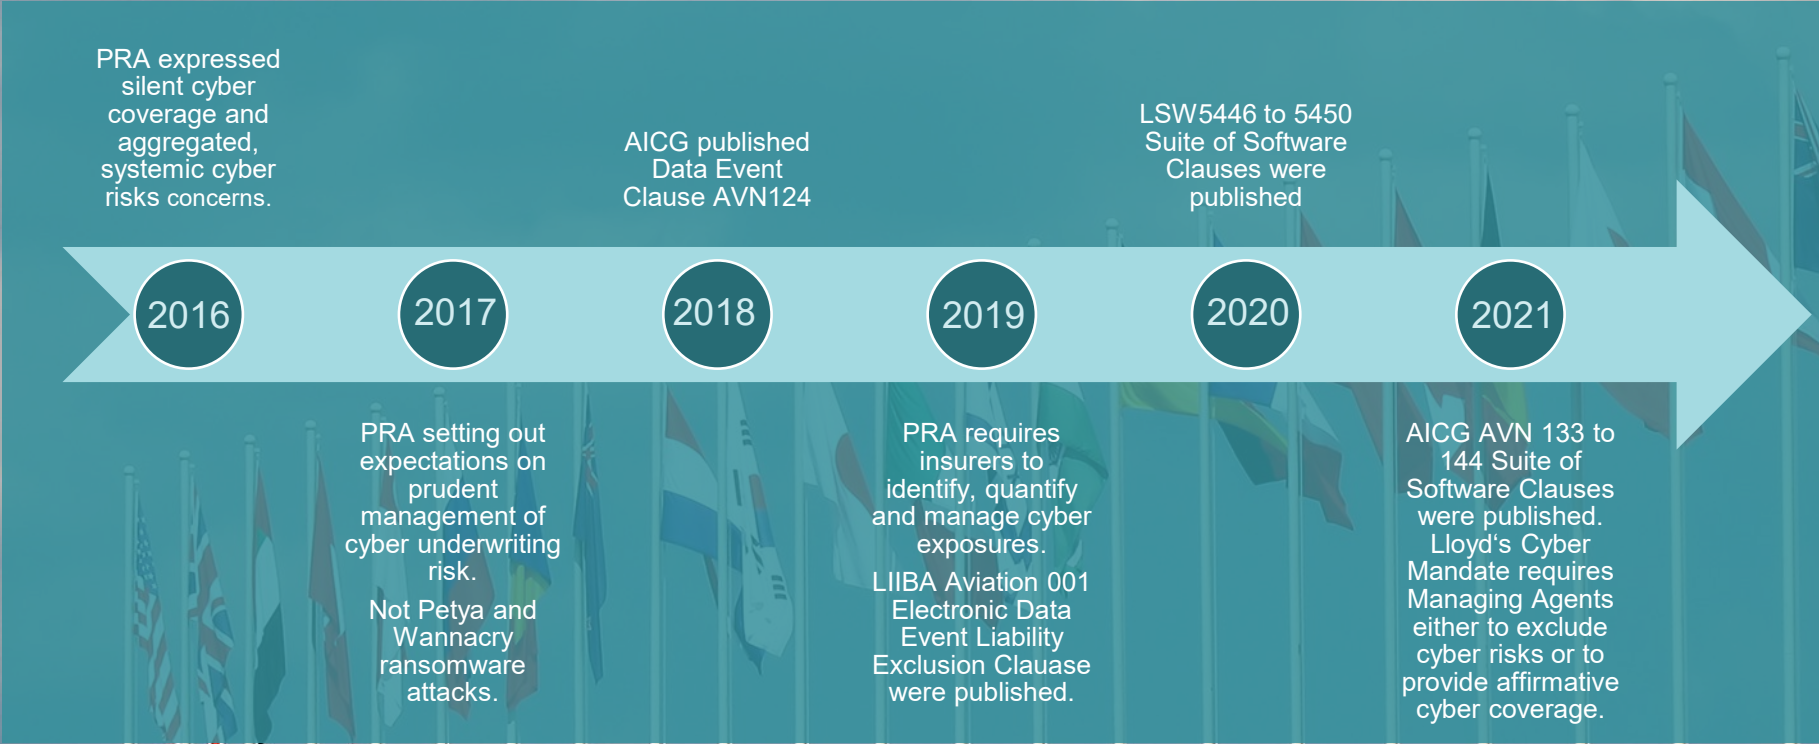 PRA expressed
silent cyber
coverage and
aggregated,
systemic cyber
risks concerns.
AICG published
Data Event
Clause AVN124
LSW5446 to 5450
Suite of Software
Clauses were
published
2016
2017
2018
2019
2020
2021
PRA setting out
expectations on
prudent
management of
cyber underwriting
risk.
Not Petya and
Wannacry
ransomware
attacks.
PRA requires
insurers to
identify, quantify
and manage cyber
exposures.
LIIBA Aviation 001
Electronic Data
Event Liability
Exclusion Clauase
were published.
AICG AVN 133 to
144 Suite of
Software Clauses
were published.
Lloyd‘s Cyber
Mandate requires
Managing Agents
either to exclude
cyber risks or to
provide affirmative
cyber coverage.